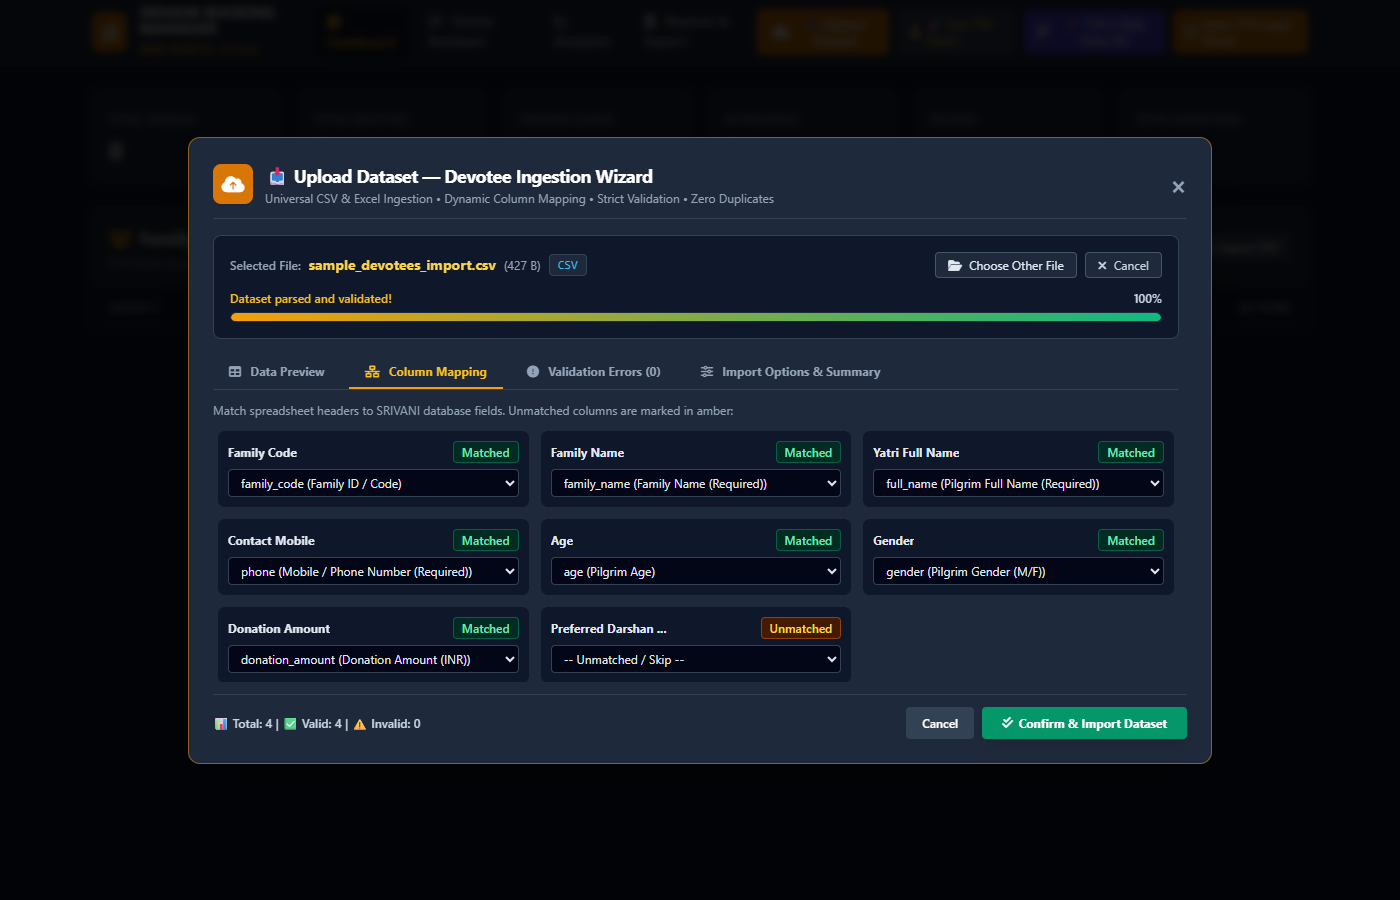 Upload Dataset — Devotee Ingestion Wizard
Universal CSV & Excel Ingestion • Dynamic Column Mapping • Strict Validation • Zero Duplicates
Selected File: sample_devotees_import.csv (427 B) CSV
Choose Other File
Cancel
Dataset parsed and validated! 100%
Data Preview
Column Mapping
Validation Errors (0)
Import Options & Summary
Match spreadsheet headers to SRIVANI database fields. Unmatched columns are marked in amber:
Family Code Matched
family_code (Family ID / Code)
Family Name Matched
family_name (Family Name (Required))
Yatri Full Name Matched
full_name (Pilgrim Full Name (Required))
Contact Mobile Matched
phone (Mobile / Phone Number (Required))
Age Matched
age (Pilgrim Age)
Gender Matched
gender (Pilgrim Gender (M/F))
Donation Amount Matched
donation_amount (Donation Amount (INR))
Preferred Darshan ... Unmatched
-- Unmatched / Skip --
Total: 4 | Valid: 4 | Invalid: 0
Cancel
Confirm & Import Dataset